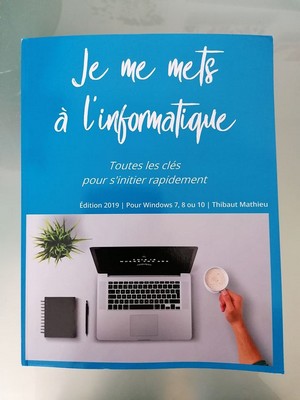 Je me mets
à l'informatique
Toutes les clés
pour s'initier rapidement
Édition 2019 | Pour Windows 7, 8 ou 10 | Thibaut Mathieu